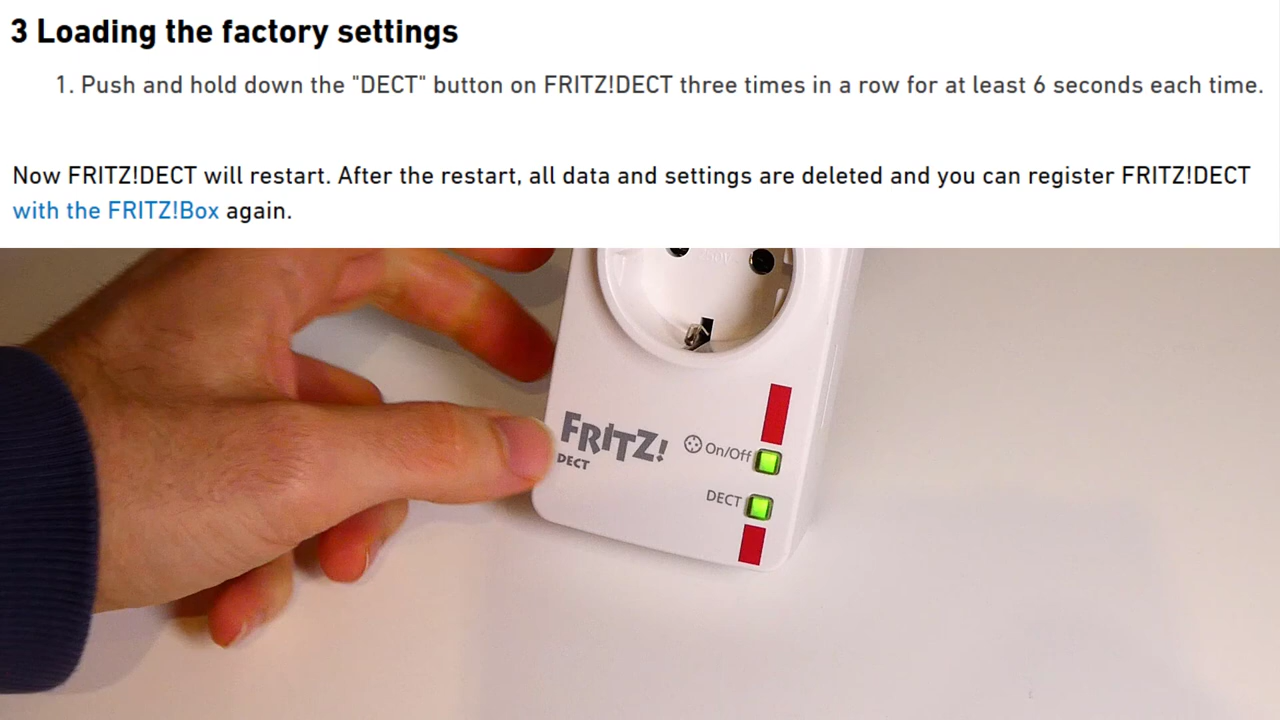 3 Loading the factory settings
1. Push and hold down the "DECT" button on FRITZ!DECT three times in a row for at least 6 seconds each time.
Now FRITZ!DECT will restart. After the restart, all data and settings are deleted and you can register FRITZ!DECT
with the FRITZ!Box again.
FRITZ!
DECT
On/Off
DECT